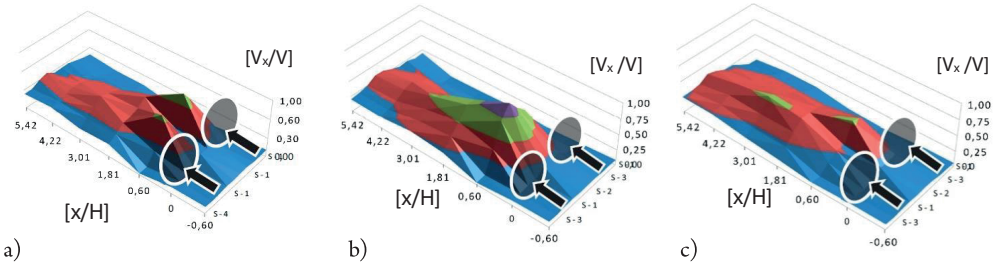 [Vx/V]
1,00
0,60
0,30
S-1
S-1
S-4
5,42
4,22
3,01
1,81
0,60
0
-0,60
[x/H]
a)
[Vx /V]
1,00
0,75
0,50
0,25
S-3
S-2
S-1
S-3
5,42
4,22
3,01
1,81
0,60
0
-0,60
[x/H]
b)
[Vx /V]
1,00
0,75
0,50
0,25
S-3
S-2
S-1
S-3
5,42
4,22
3,01
1,81
0,60
0
-0,60
[x/H]
c)